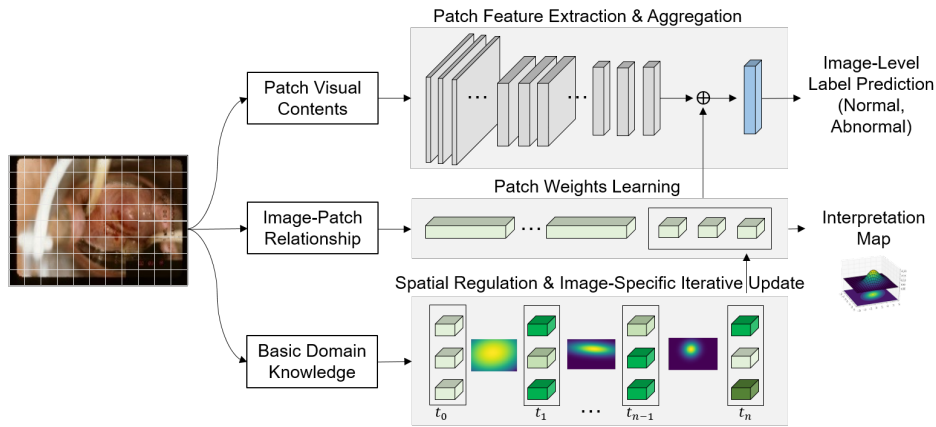 Patch Feature Extraction & Aggregation
Patch Visual
Contents
...
...
Image-Level
Label Prediction
(Normal,
Abnormal)
Patch Weights Learning
Image-Patch
Relationship
...
Interpretation
Map
Spatial Regulation & Image-Specific Iterative Update
Basic Domain
Knowledge
t₀
t₁
...
tₙ₋₁
tₙ